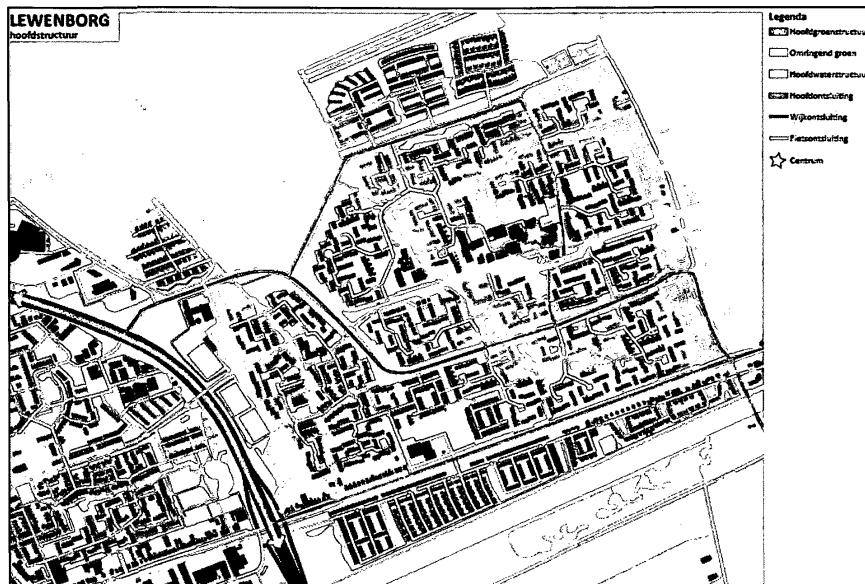 LEWENBORG
hoofdstructuur
Legenda
Hoofdgroenstructuur
Omringend groen
Hoofdwaterstructuur
Hoofdontsluiting
Wijkontsluiting
Fietsontsluiting
Centrum